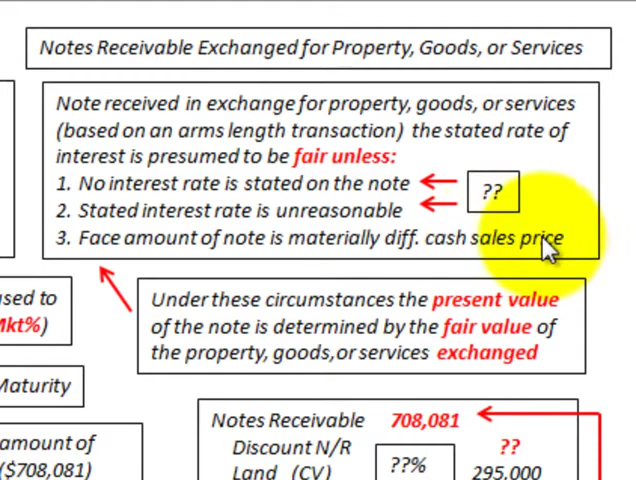 Notes Receivable Exchanged for Property, Goods, or Services
Note received in exchange for property, goods, or services
(based on an arms length transaction) the stated rate of
interest is presumed to be fair unless:
1. No interest rate is stated on the note
??
2. Stated interest rate is unreasonable
3. Face amount of note is materially diff. cash sales price
used to
Mkt%)
Under these circumstances the present value
of the note is determined by the fair value of
the property, goods,or services exchanged
Maturity
amount of
($708,081)
Notes Receivable 708,081
Discount N/R ??
Land (CV) ??% 295,000